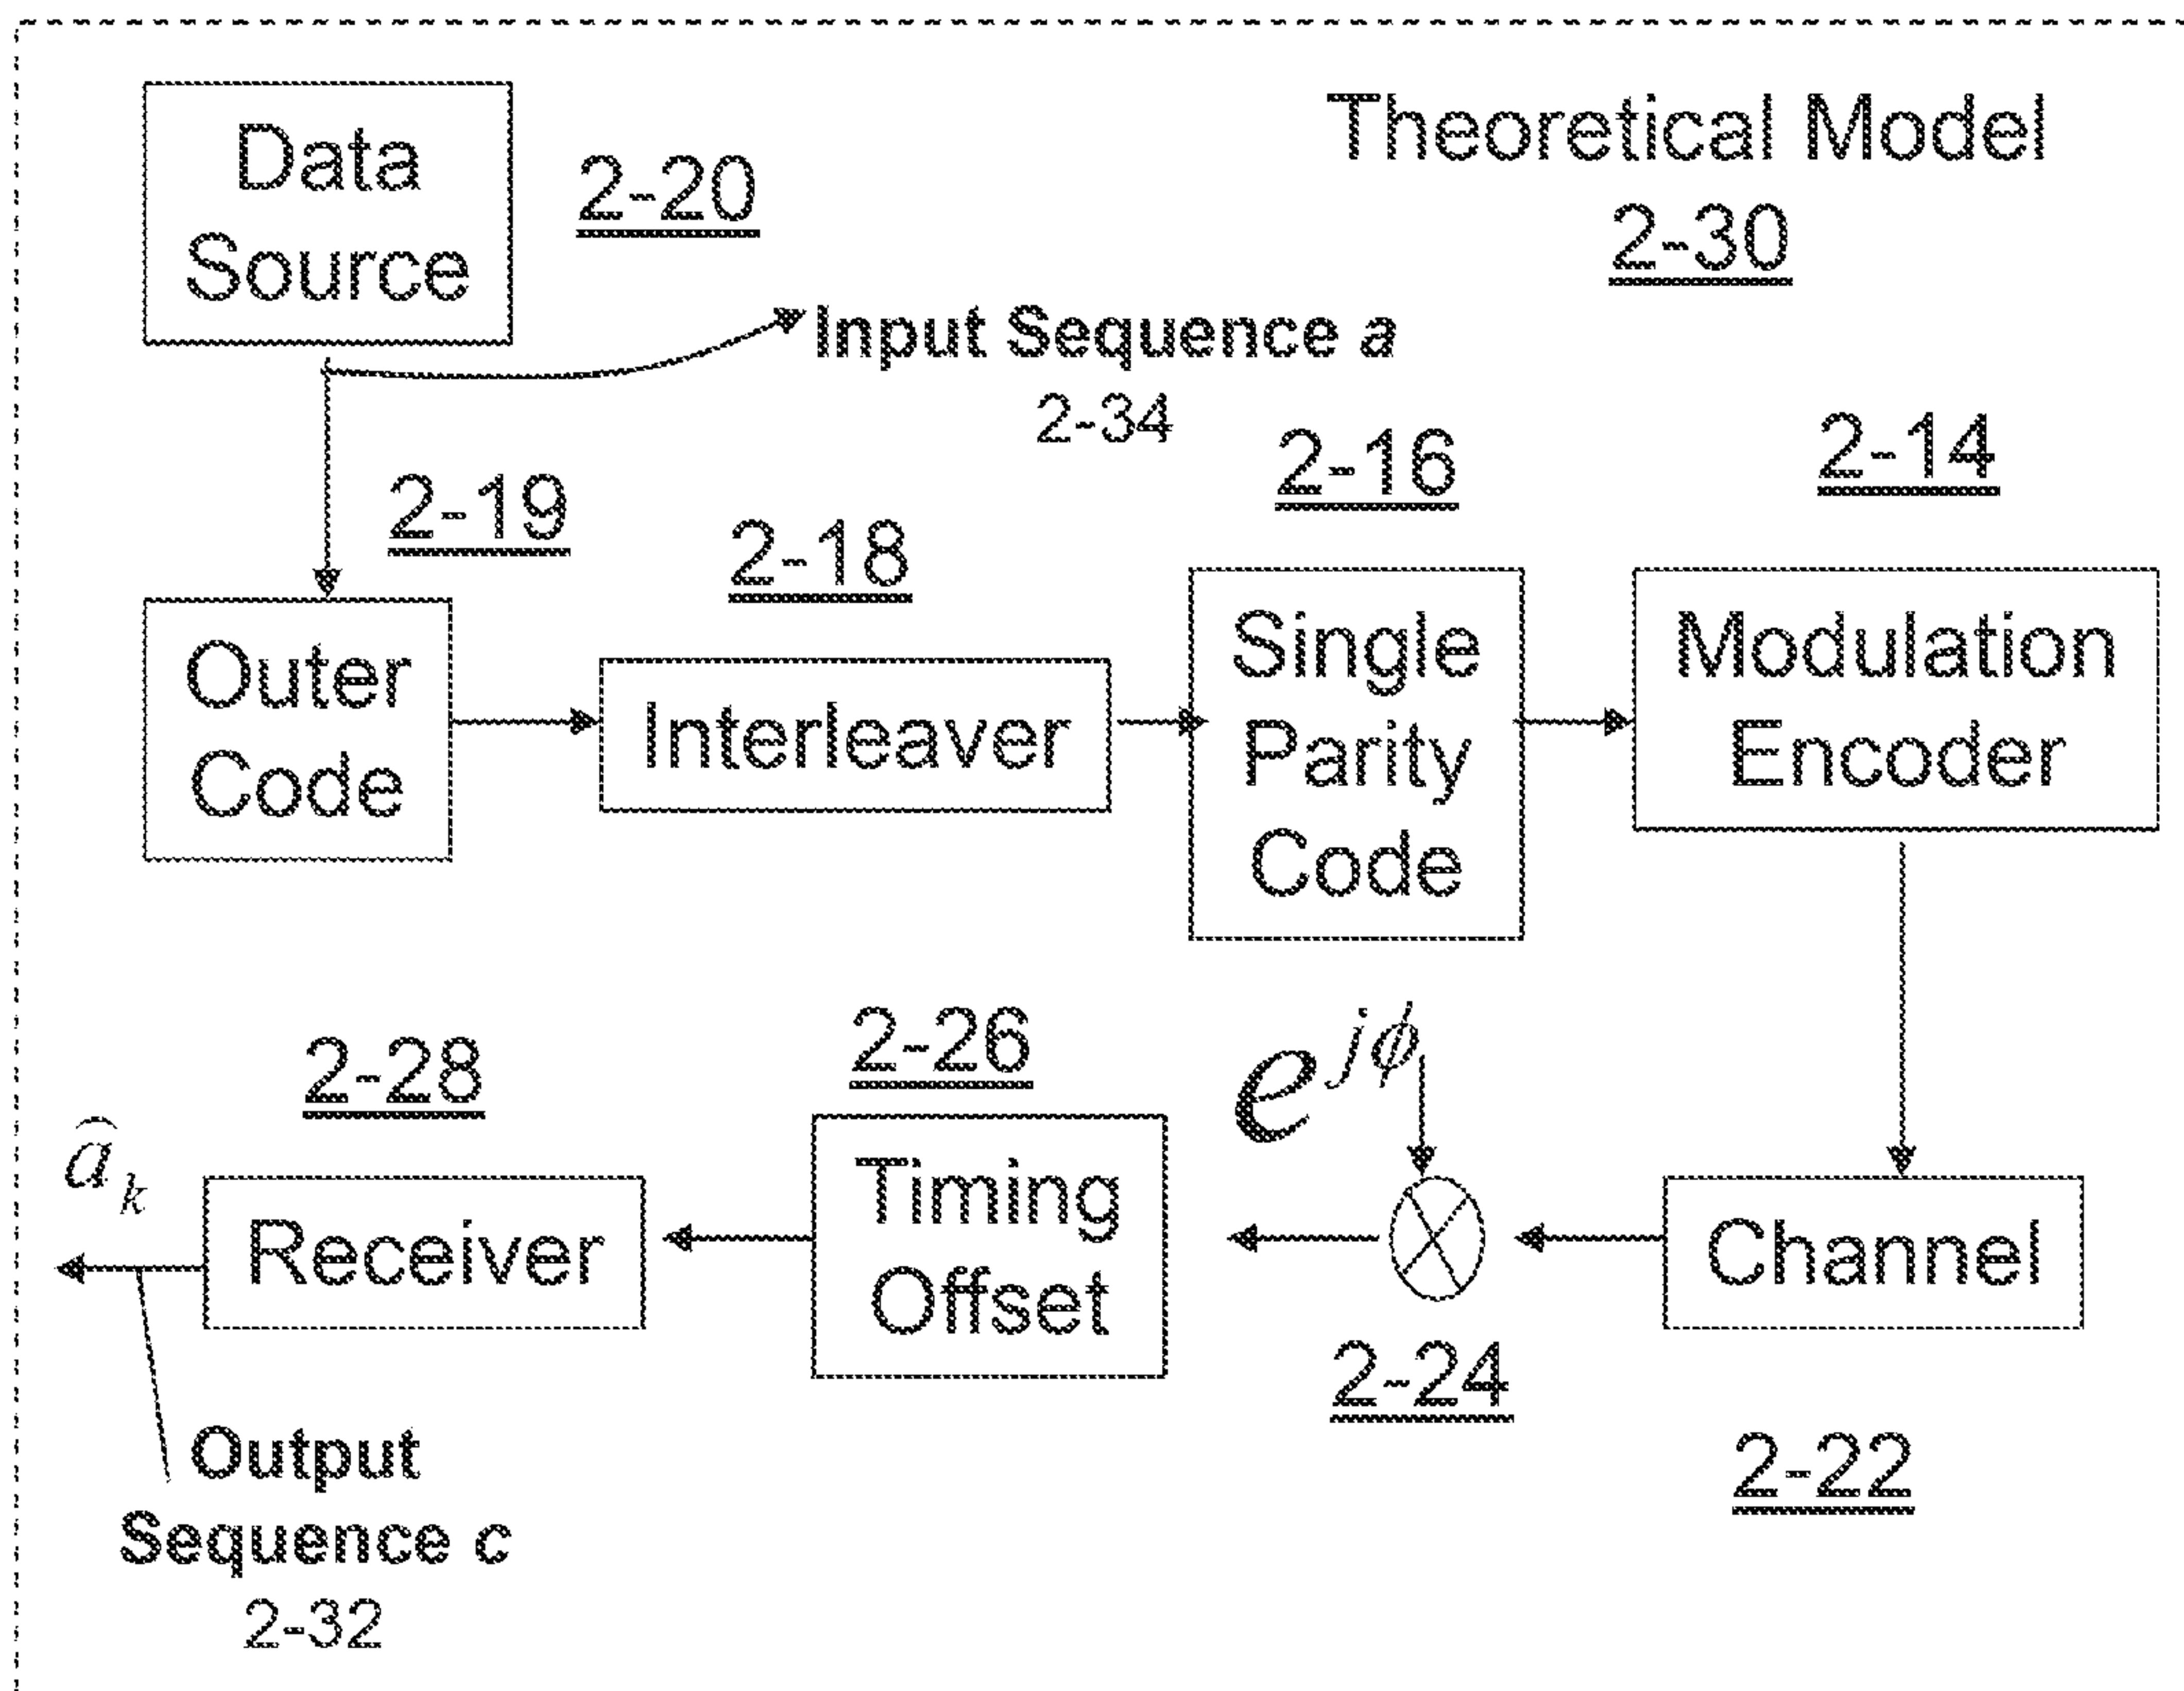 Data
Source
2-20
Theoretical Model
2-30
Input Sequence a
2-34
2-19
2-18
2-16
2-14
Outer
Code
Interleaver
Single
Parity
Code
Modulation
Encoder
2-28
2-26
e^{jϕ}
â_k
Receiver
Timing
Offset
Channel
2-24
2-22
Output
Sequence c
2-32